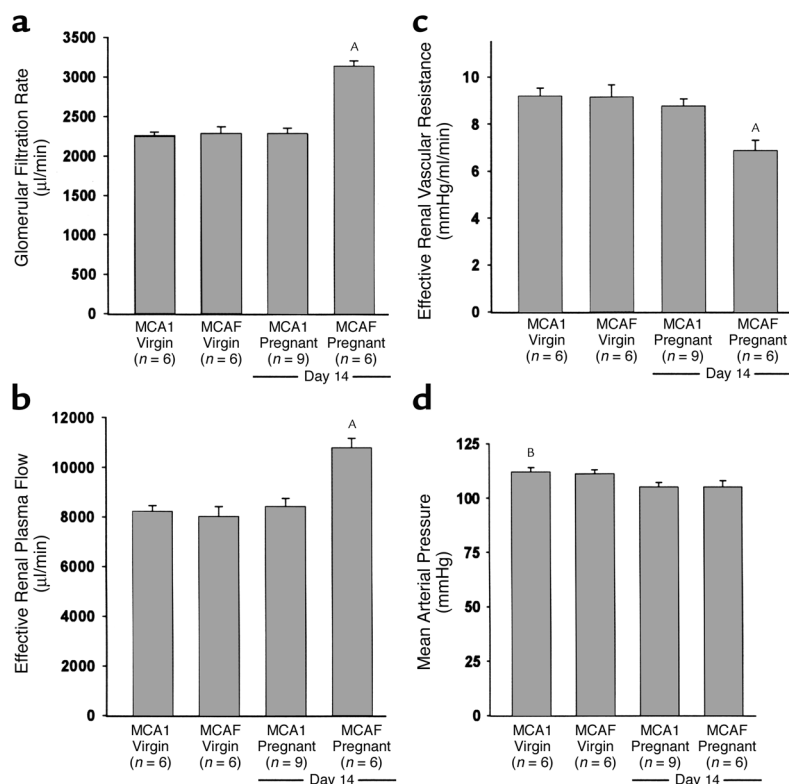 a
Glomerular Filtration Rate
(µl/min)
3500
3000
2500
2000
1500
1000
500
0
A
MCA1 MCAF MCA1 MCAF
Virgin Virgin Pregnant Pregnant
(n = 6) (n = 6) (n = 9) (n = 6)
Day 14
b
Effective Renal Plasma Flow
(µl/min)
12000
10000
8000
6000
4000
2000
0
A
MCA1 MCAF MCA1 MCAF
Virgin Virgin Pregnant Pregnant
(n = 6) (n = 6) (n = 9) (n = 6)
Day 14
c
Effective Renal Vascular Resistance
(mmHg/ml/min)
10
8
6
4
2
0
A
MCA1 MCAF MCA1 MCAF
Virgin Virgin Pregnant Pregnant
(n = 6) (n = 6) (n = 9) (n = 6)
Day 14
d
Mean Arterial Pressure
(mmHg)
125
100
75
50
25
0
B
MCA1 MCAF MCA1 MCAF
Virgin Virgin Pregnant Pregnant
(n = 6) (n = 6) (n = 9) (n = 6)
Day 14